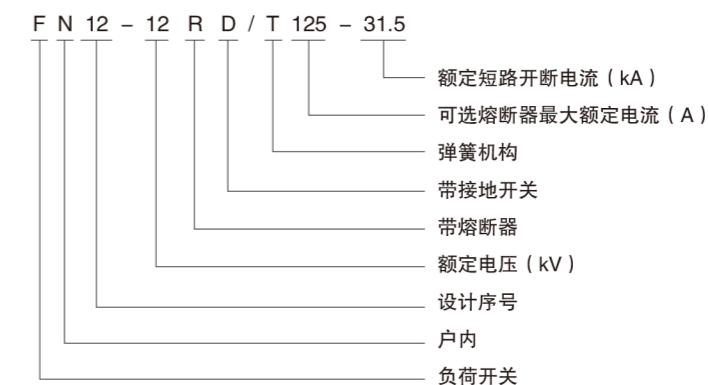 F N 12 – 12 R D / T 125 – 31.5
额定短路开断电流（kA）
可选熔断器最大额定电流（A）
弹簧机构
带接地开关
带熔断器
额定电压（kV）
设计序号
户内
负荷开关